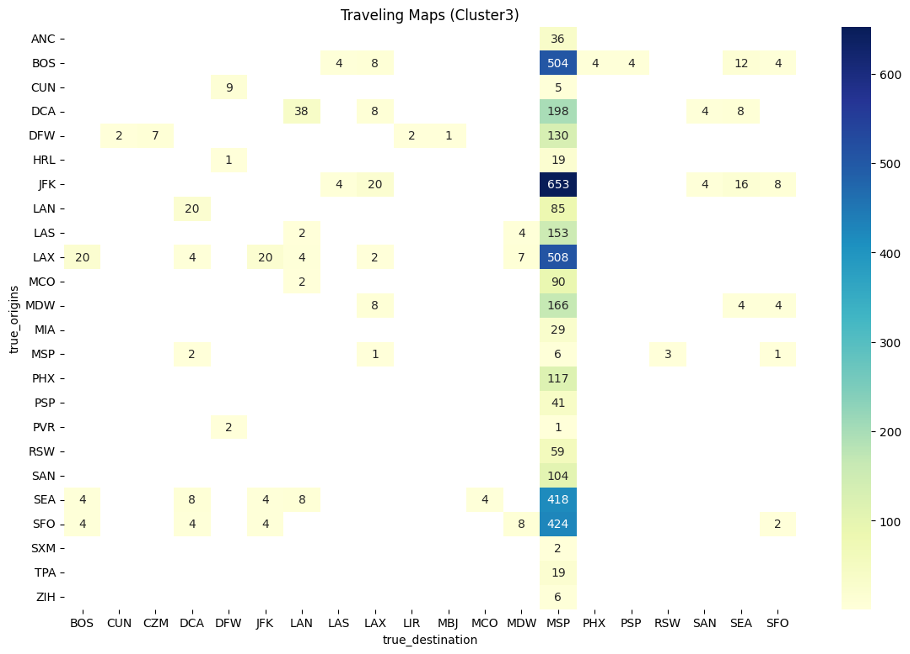 Traveling Maps (Cluster3)
ANC 36
BOS 4 8 504 4 4 12 4
600
CUN 9 5
DCA 38 8 198 4 8
DFW 2 7 2 1 130
500
HRL 1 19
JFK 4 20 653 4 16 8
LAN 20 85
400
LAS 2 4 153
LAX 20 4 20 4 2 7 508
MCO 2 90
true_origins
MDW 8 166 4 4
300
MIA 29
MSP 2 1 6 3 1
PHX 117
PSP 41
200
PVR 2 1
RSW 59
SAN 104
SEA 4 8 4 8 4 418
100
SFO 4 4 4 8 424 2
SXM 2
TPA 19
ZIH 6
BOS CUN CZM DCA DFW JFK LAN LAS LAX LIR MBJ MCO MDW MSP PHX PSP RSW SAN SEA SFO
true_destination